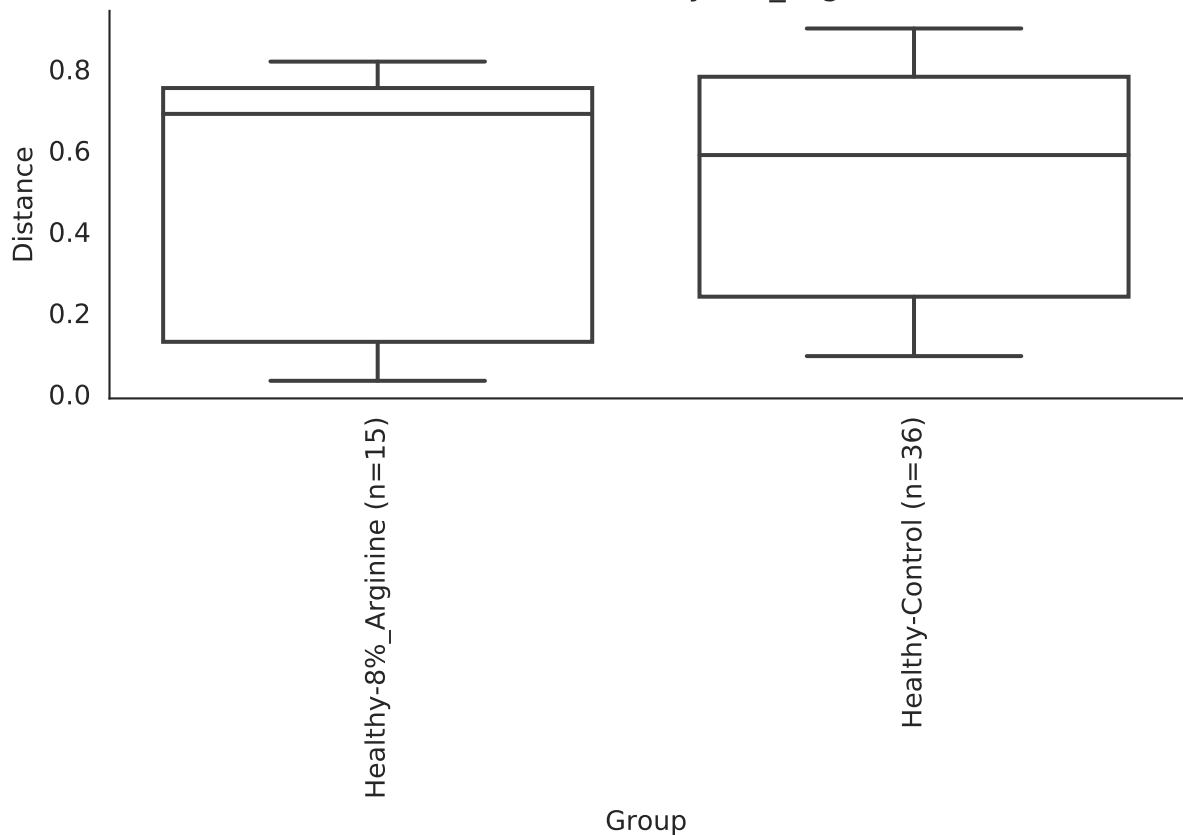 0.8
0.6
0.4
0.2
0.0
Distance
Healthy-8%_Arginine (n=15)
Healthy-Control (n=36)
Group